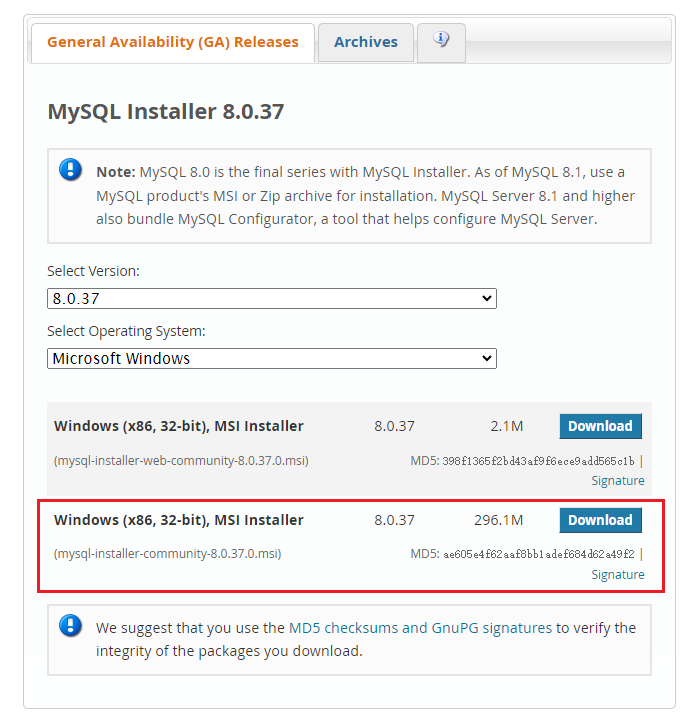 General Availability (GA) Releases
Archives
MySQL Installer 8.0.37
Note: MySQL 8.0 is the final series with MySQL Installer. As of MySQL 8.1, use a
MySQL product's MSI or Zip archive for installation. MySQL Server 8.1 and higher
also bundle MySQL Configurator, a tool that helps configure MySQL Server.
Select Version:
8.0.37
Select Operating System:
Microsoft Windows
Windows (x86, 32-bit), MSI Installer 8.0.37 2.1M Download
(mysql-installer-web-community-8.0.37.0.msi) MD5: 398f1365f2bd43af9f6ece9add565c1b |
Signature
Windows (x86, 32-bit), MSI Installer 8.0.37 296.1M Download
(mysql-installer-community-8.0.37.0.msi) MD5: ae605e4f62aaf8bb1adef684d62a49f2 |
Signature
We suggest that you use the MD5 checksums and GnuPG signatures to verify the
integrity of the packages you download.